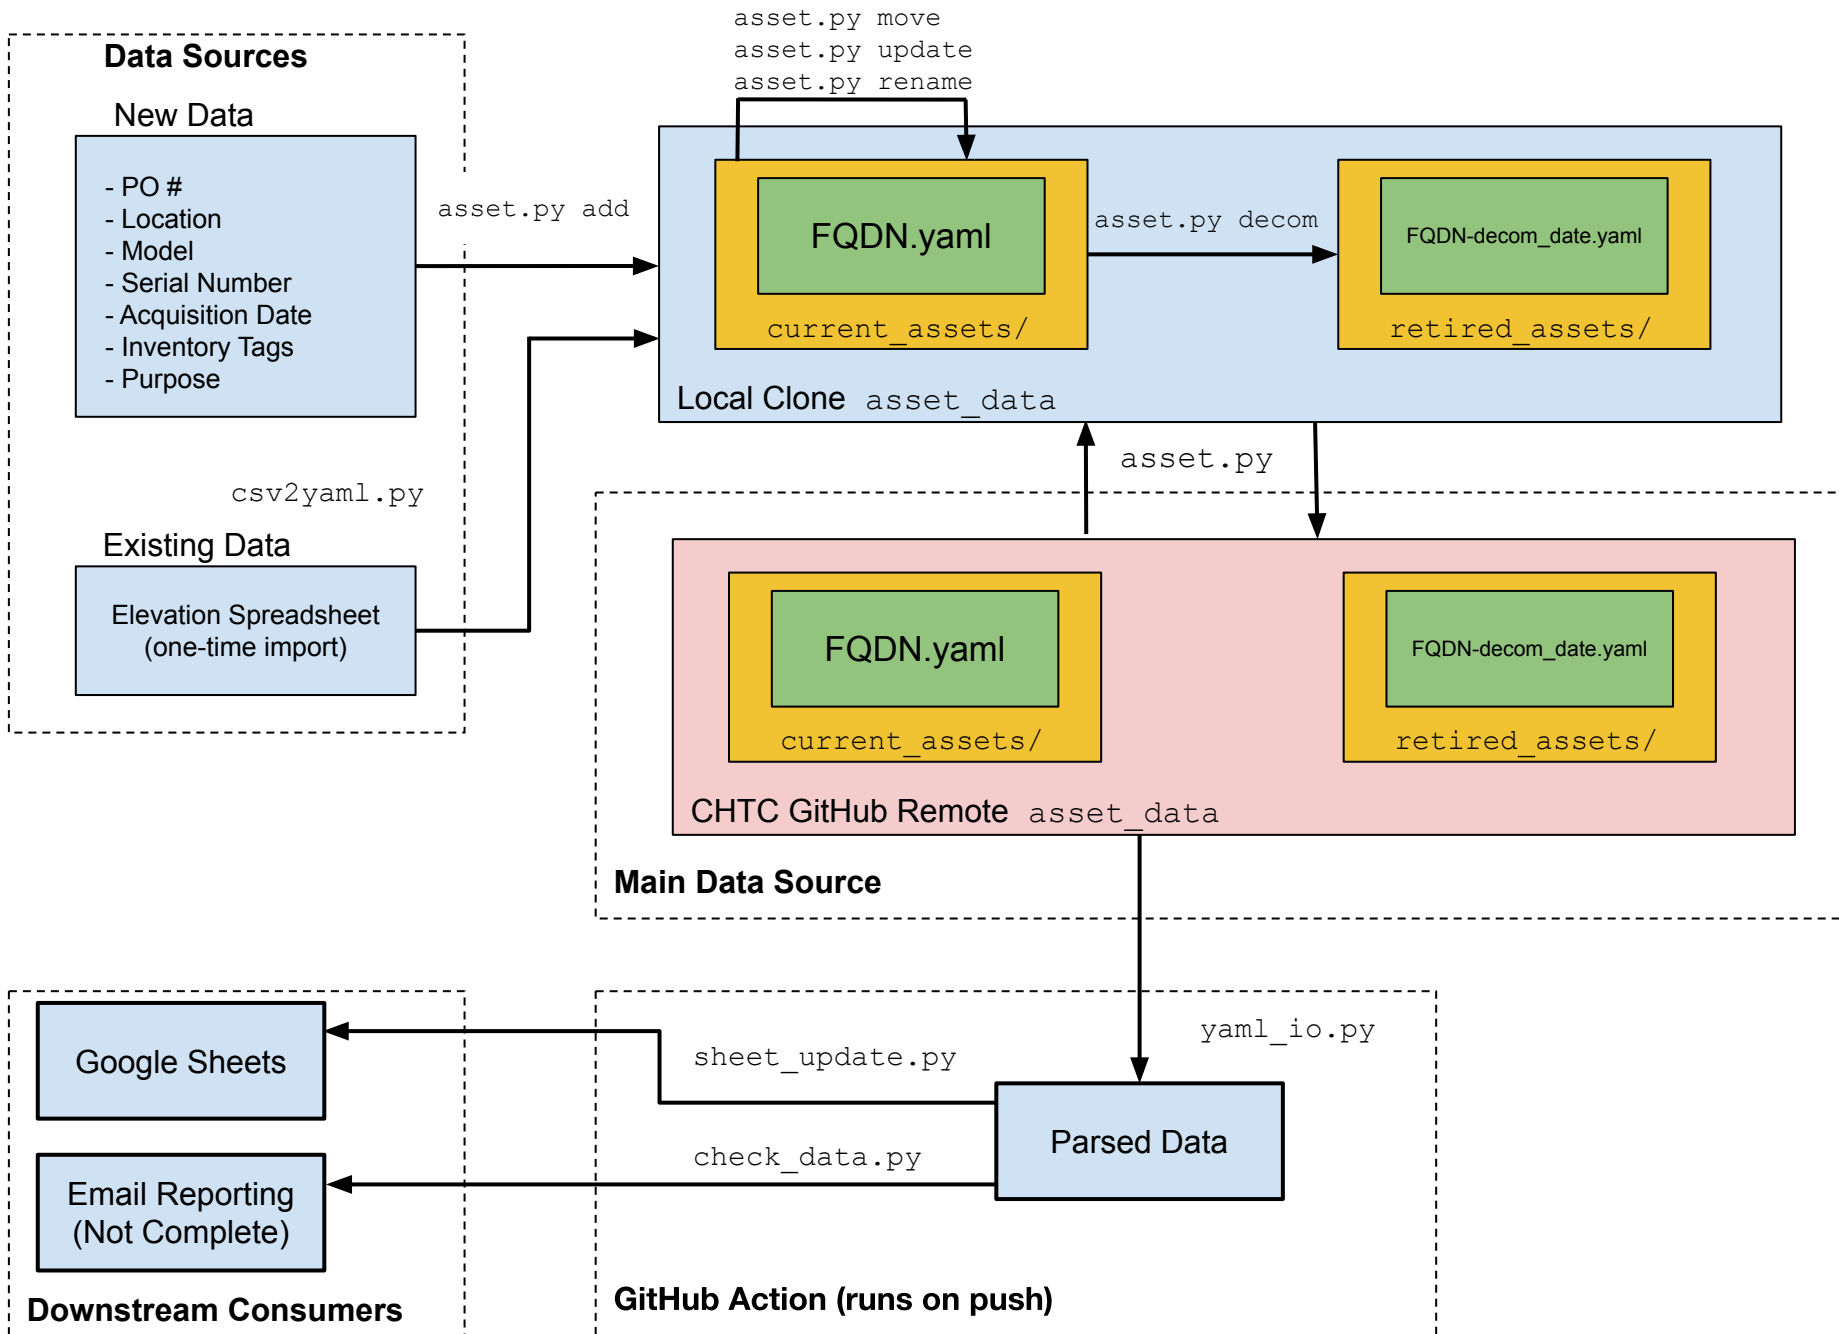 asset.py move
asset.py update
asset.py rename
Data Sources
New Data
- PO #
- Location
- Model
- Serial Number
- Acquisition Date
- Inventory Tags
- Purpose
asset.py add
FQDN.yaml
current_assets/
asset.py decom
FQDN-decom_date.yaml
retired_assets/
Local Clone asset_data
csv2yaml.py
asset.py
Existing Data
Elevation Spreadsheet
(one-time import)
FQDN.yaml
current_assets/
FQDN-decom_date.yaml
retired_assets/
CHTC GitHub Remote asset_data
Main Data Source
yaml_io.py
Google Sheets
sheet_update.py
Parsed Data
check_data.py
Email Reporting
(Not Complete)
Downstream Consumers
GitHub Action (runs on push)